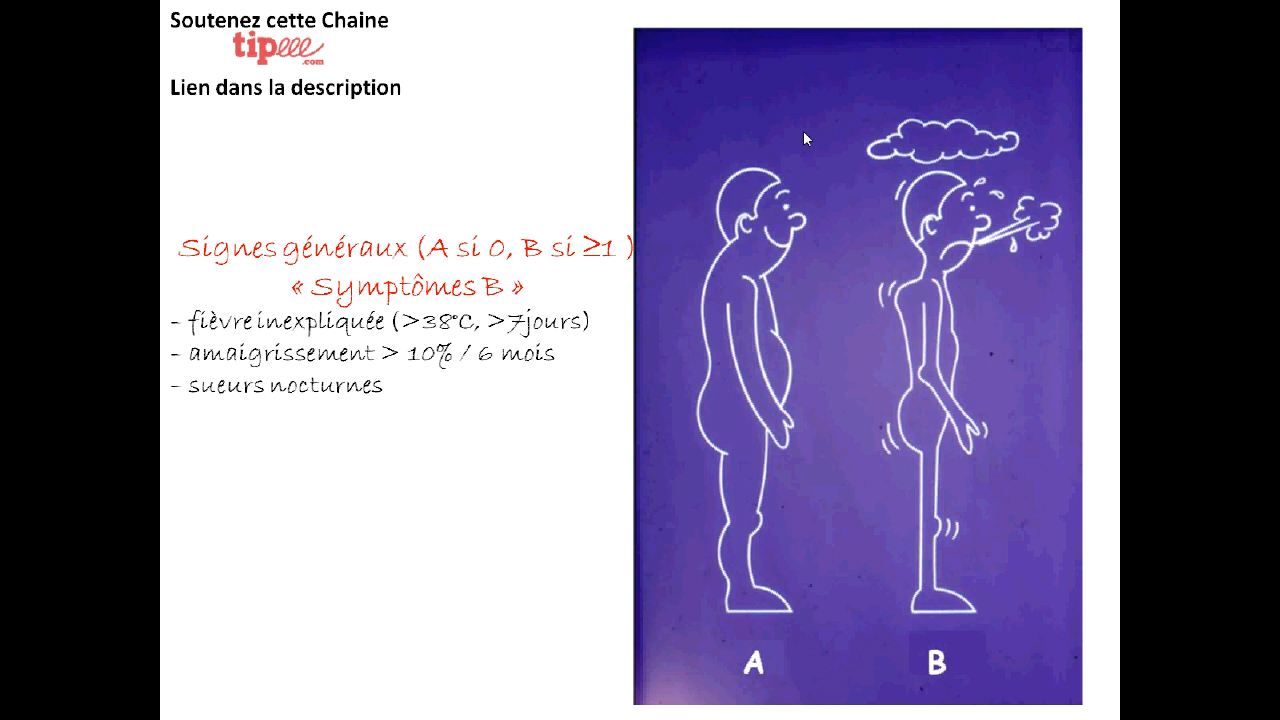 Soutenez cette Chaine
tipeee
.com
Lien dans la description
Signes généraux (A si 0, B si ≥1 )
« Symptômes B »
- fièvre inexpliquée (>38°C, >7jours)
- amaigrissement > 10% / 6 mois
- sueurs nocturnes
A
B